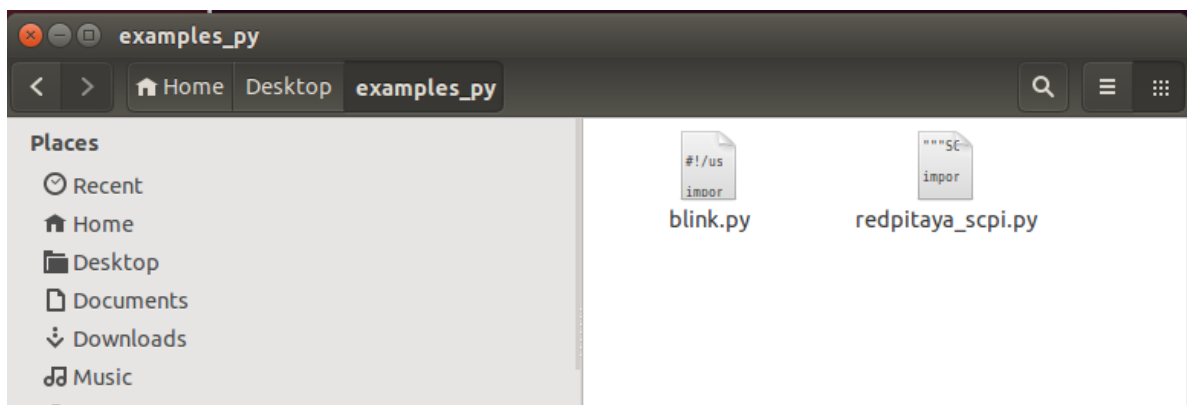 examples_py
Home Desktop examples_py
Places
Recent
Home
Desktop
Documents
Downloads
Music
#!/us
impor
blink.py
"""SC
impor
redpitaya_scpi.py